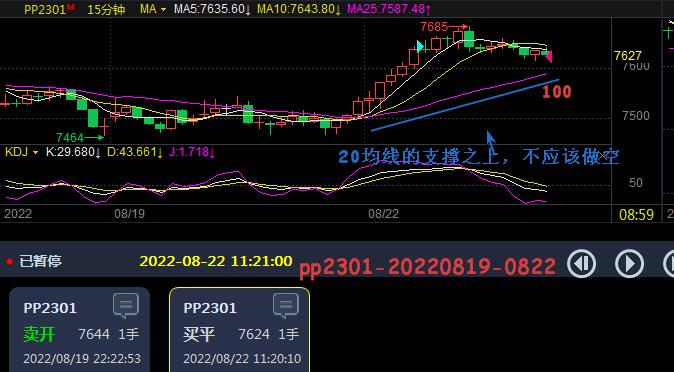 PP2301M 15分钟 MA MA5:7635.60↓ MA10:7643.80↓ MA25:7587.48↑
7685
7627
7600
100
7500
7464
20均线的支撑之上，不应该做空
KDJ K:29.680↓ D:43.661↓ J:1.718↓
50
2022 08/19 08/22 08:59 2
已暂停 2022-08-22 11:21:00 pp2301-20220819-0822
PP2301 PP2301
卖开 7644 1手 买平 7624 1手
2022/08/19 22:22:53 2022/08/22 11:20:10